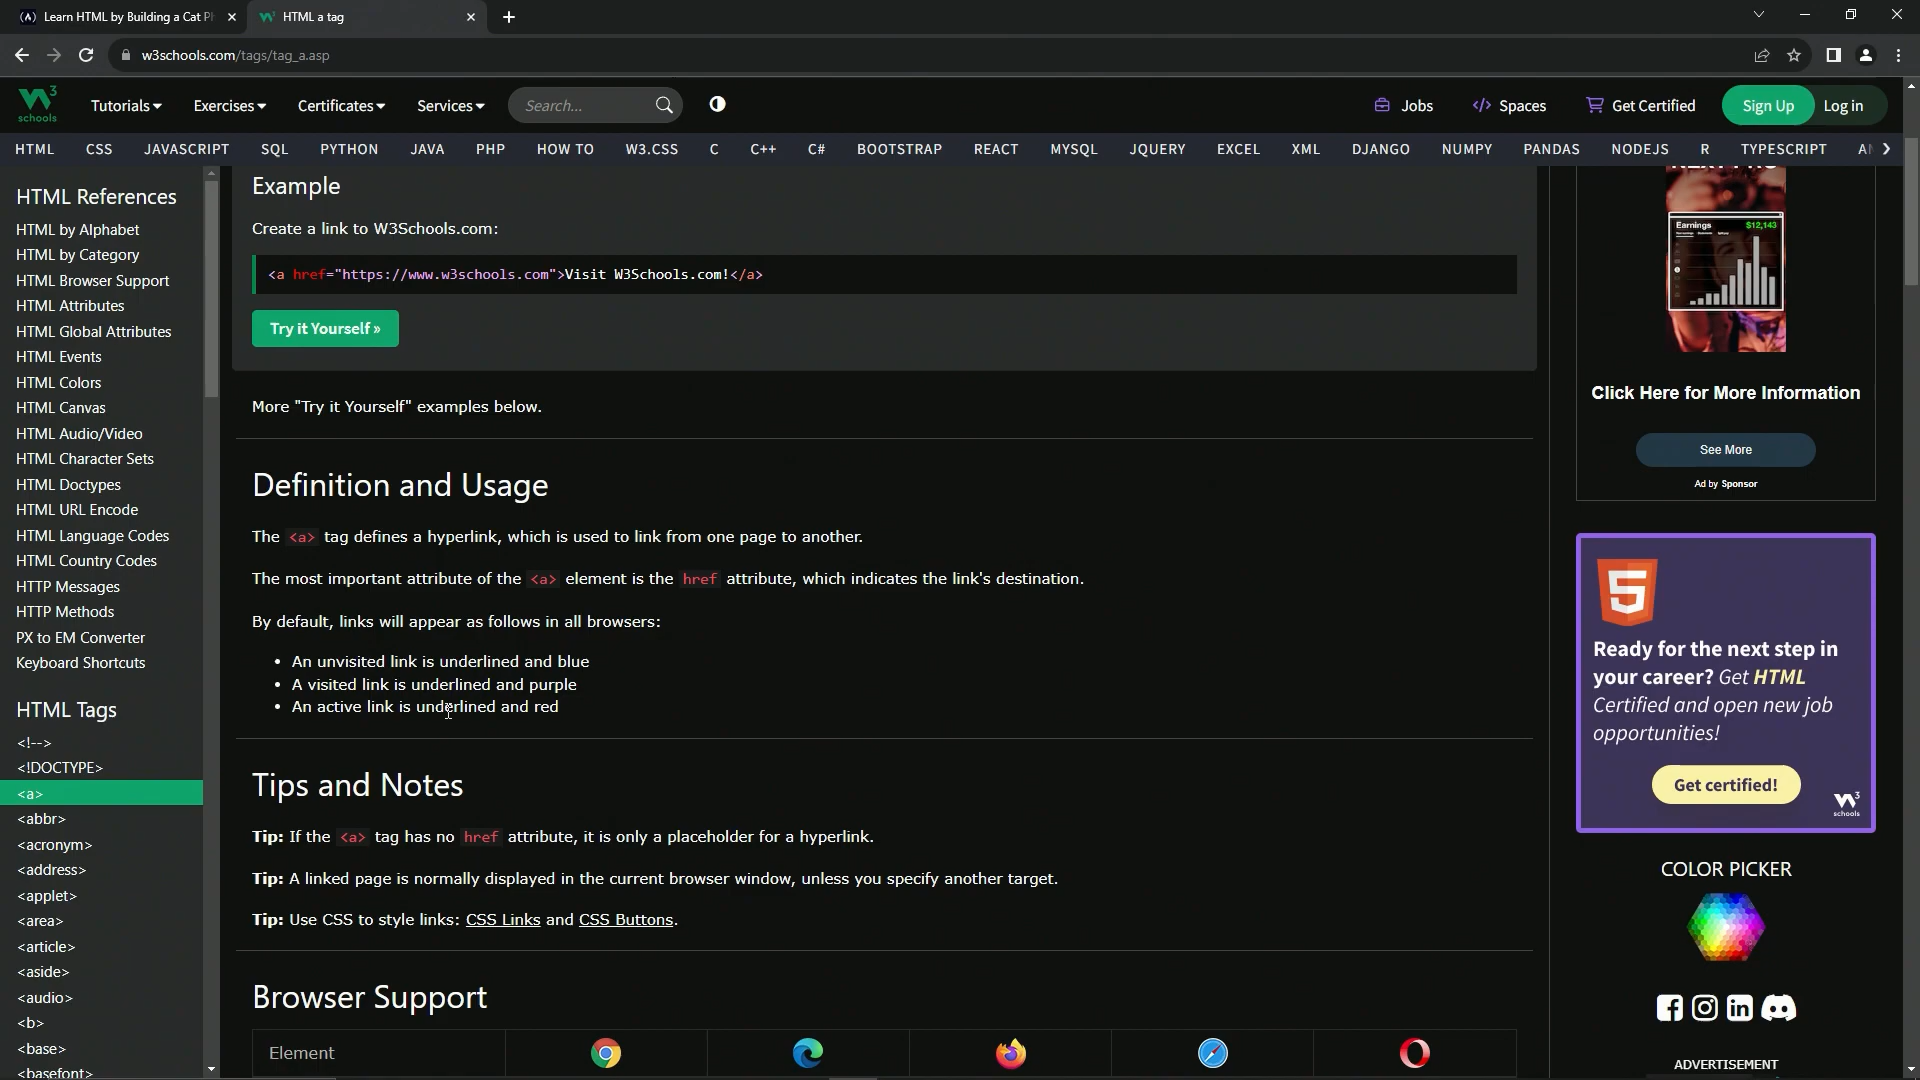 Learn HTML by Building a Cat Ph
HTML a tag
w3schools.com/tags/tag_a.asp
3
schools
Tutorials
Exercises
Certificates
Services
Search...
Jobs
Spaces
Get Certified
Sign Up
Log in
HTML CSS JAVASCRIPT SQL PYTHON JAVA PHP HOW TO W3.CSS C C++ C# BOOTSTRAP REACT MYSQL JQUERY EXCEL XML DJANGO NUMPY PANDAS NODEJS R TYPESCRIPT
HTML References
HTML by Alphabet
HTML by Category
HTML Browser Support
HTML Attributes
HTML Global Attributes
HTML Events
HTML Colors
HTML Canvas
HTML Audio/Video
HTML Character Sets
HTML Doctypes
HTML URL Encode
HTML Language Codes
HTML Country Codes
HTTP Messages
HTTP Methods
PX to EM Converter
Keyboard Shortcuts
HTML Tags
<!-->
<!DOCTYPE>
<a>
<abbr>
<acronym>
<address>
<applet>
<area>
<article>
<aside>
<audio>
<b>
<base>
<basefont>
Example
Create a link to W3Schools.com:
<a href="https://www.w3schools.com">Visit W3Schools.com!</a>
Try it Yourself »
More "Try it Yourself" examples below.
Definition and Usage
The <a> tag defines a hyperlink, which is used to link from one page to another.
The most important attribute of the <a> element is the href attribute, which indicates the link's destination.
By default, links will appear as follows in all browsers:
• An unvisited link is underlined and blue
• A visited link is underlined and purple
• An active link is underlined and red
Tips and Notes
Tip: If the <a> tag has no href attribute, it is only a placeholder for a hyperlink.
Tip: A linked page is normally displayed in the current browser window, unless you specify another target.
Tip: Use CSS to style links: CSS Links and CSS Buttons.
Browser Support
Element
Earnings
$12,143
Click Here for More Information
See More
Ad by Sponsor
5
Ready for the next step in
your career? Get HTML
Certified and open new job
opportunities!
Get certified!
3
schools
COLOR PICKER
ADVERTISEMENT